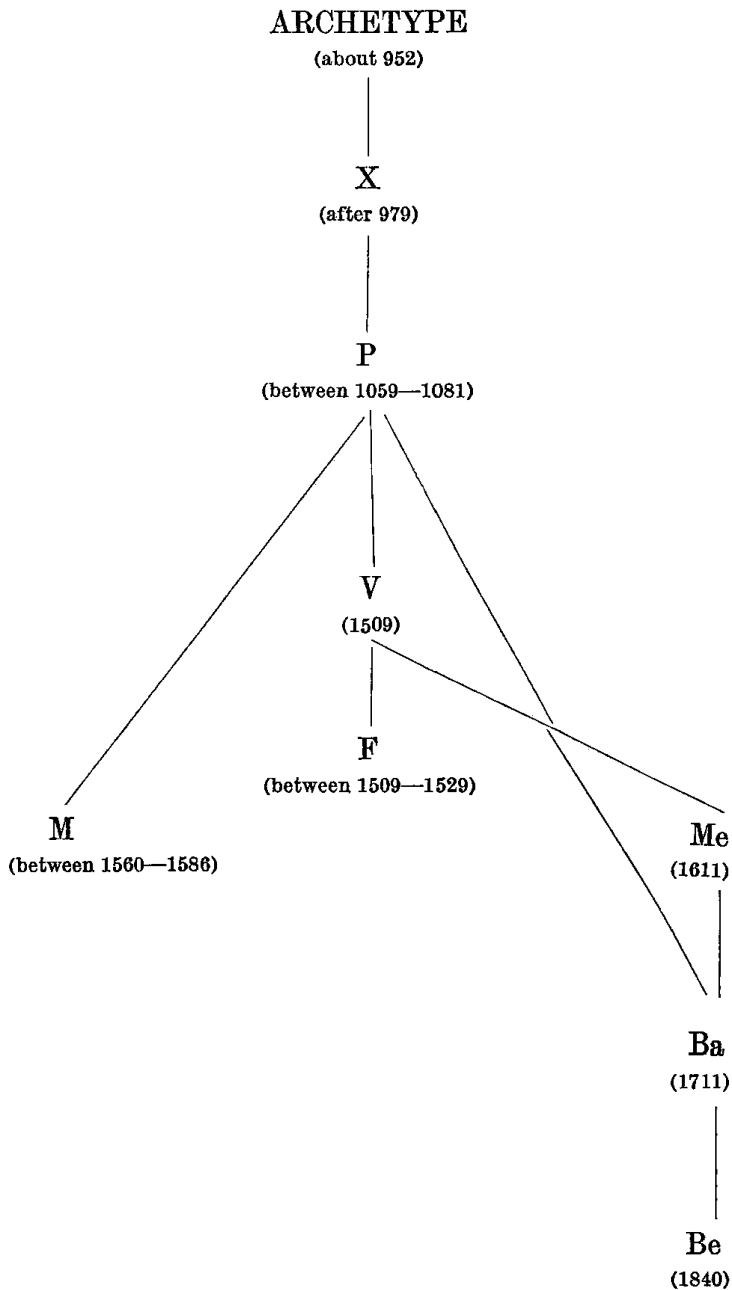 ARCHETYPE
(about 952)
X
(after 979)
P
(between 1059—1081)
V
(1509)
F
(between 1509—1529)
M
(between 1560—1586)
Me
(1611)
Ba
(1711)
Be
(1840)